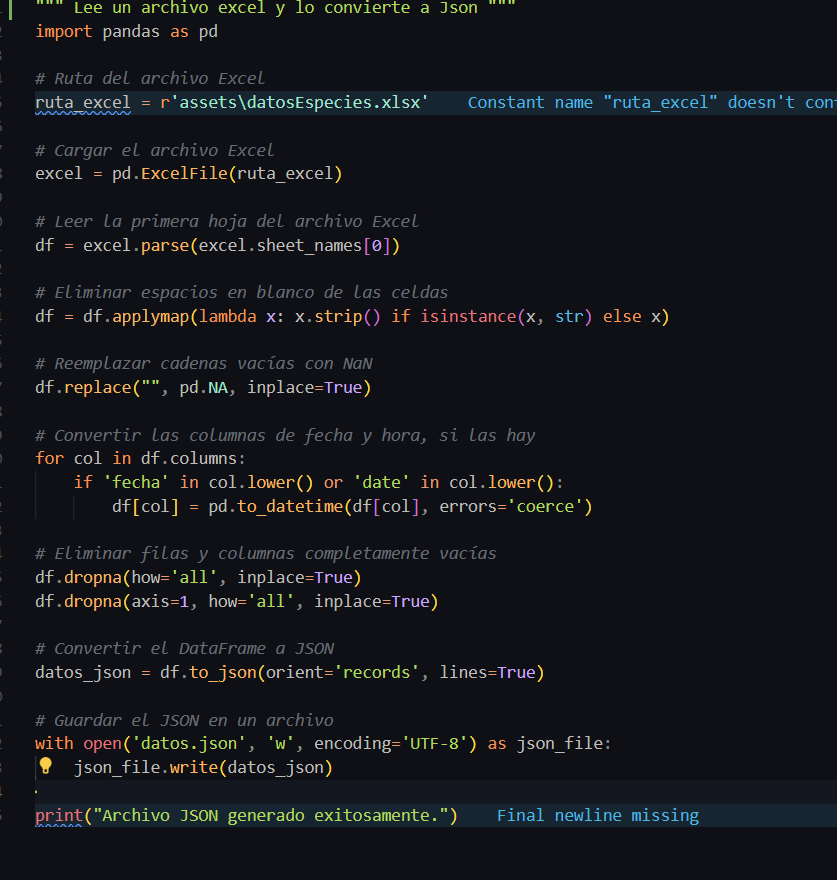 """ Lee un archivo excel y lo convierte a Json """
import pandas as pd
# Ruta del archivo Excel
ruta_excel = r'assets\datosEspecies.xlsx' Constant name "ruta_excel" doesn't
# Cargar el archivo Excel
excel = pd.ExcelFile(ruta_excel)
# Leer la primera hoja del archivo Excel
df = excel.parse(excel.sheet_names[0])
# Eliminar espacios en blanco de las celdas
df = df.applymap(lambda x: x.strip() if isinstance(x, str) else x)
# Reemplazar cadenas vacías con NaN
df.replace("", pd.NA, inplace=True)
# Convertir las columnas de fecha y hora, si las hay
for col in df.columns:
    if 'fecha' in col.lower() or 'date' in col.lower():
        df[col] = pd.to_datetime(df[col], errors='coerce')
# Eliminar filas y columnas completamente vacías
df.dropna(how='all', inplace=True)
df.dropna(axis=1, how='all', inplace=True)
# Convertir el DataFrame a JSON
datos_json = df.to_json(orient='records', lines=True)
# Guardar el JSON en un archivo
with open('datos.json', 'w', encoding='UTF-8') as json_file:
    json_file.write(datos_json)
print("Archivo JSON generado exitosamente.") Final newline missing